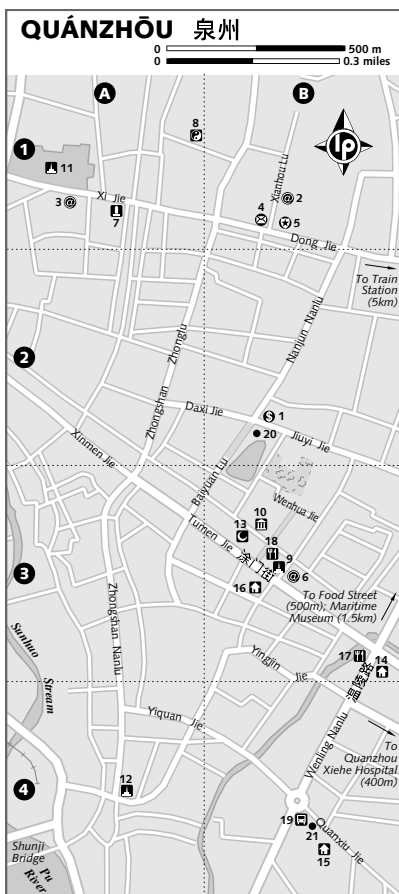 QUÁNZHŌU 泉州
0 500 m
0 0.3 miles
A B
8
1
Xianhou Lu
11
@ 2
4
3 @
Xi Jie
7
5
Dong Jie
To Train
Station
(5km)
Nanjun Nanlu
2
Zhongshan Zhonglu
Daxi Jie
$ 1
20
Jiuyi Jie
Xinmen Jie
Baiyuan Lu
Wenhua Jie
10
13
Tumen Jie
涂门街
18
9
@ 6
3
16
To Food Street
(500m); Maritime
Museum (1.5km)
Zhongshan Nanlu
Sunhuo
Stream
Yingjin Jie
17
14
温陵路
Wenling Nanlu
Yiquan Jie
To
Quanzhou
Xiehe Hospital
(400m)
4
12
19
21
Quanxiu Jie
15
Shunji
Bridge
Pu
River
lp